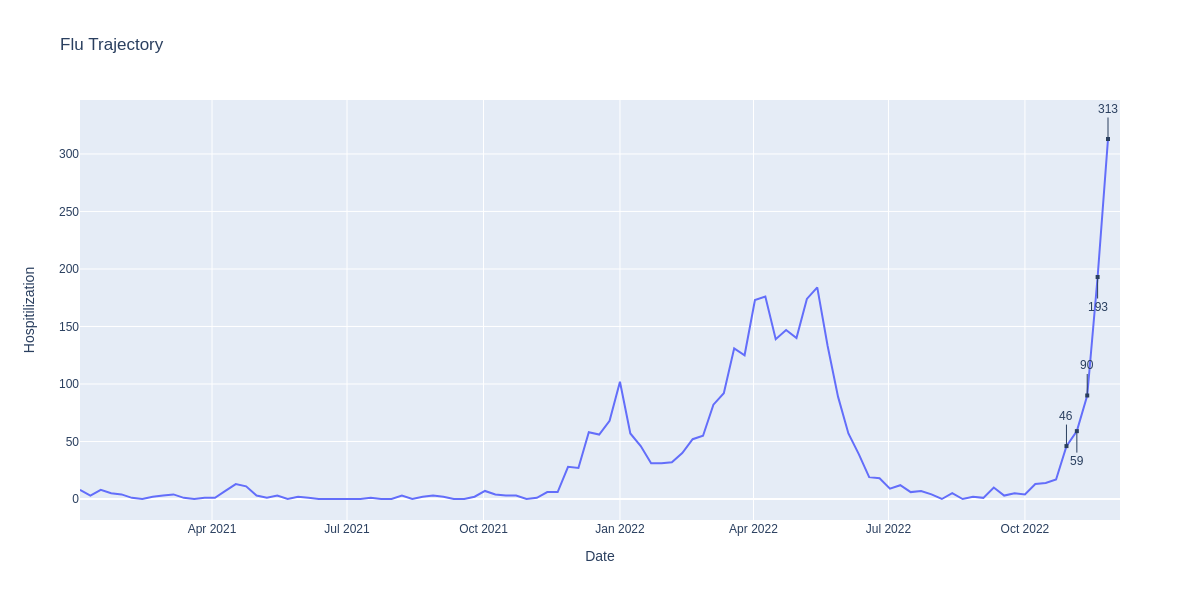 Flu Trajectory
313
300
250
200
193
150
100
90
46
50
59
0
Apr 2021
Jul 2021
Oct 2021
Jan 2022
Apr 2022
Jul 2022
Oct 2022
Date
Hospitilization